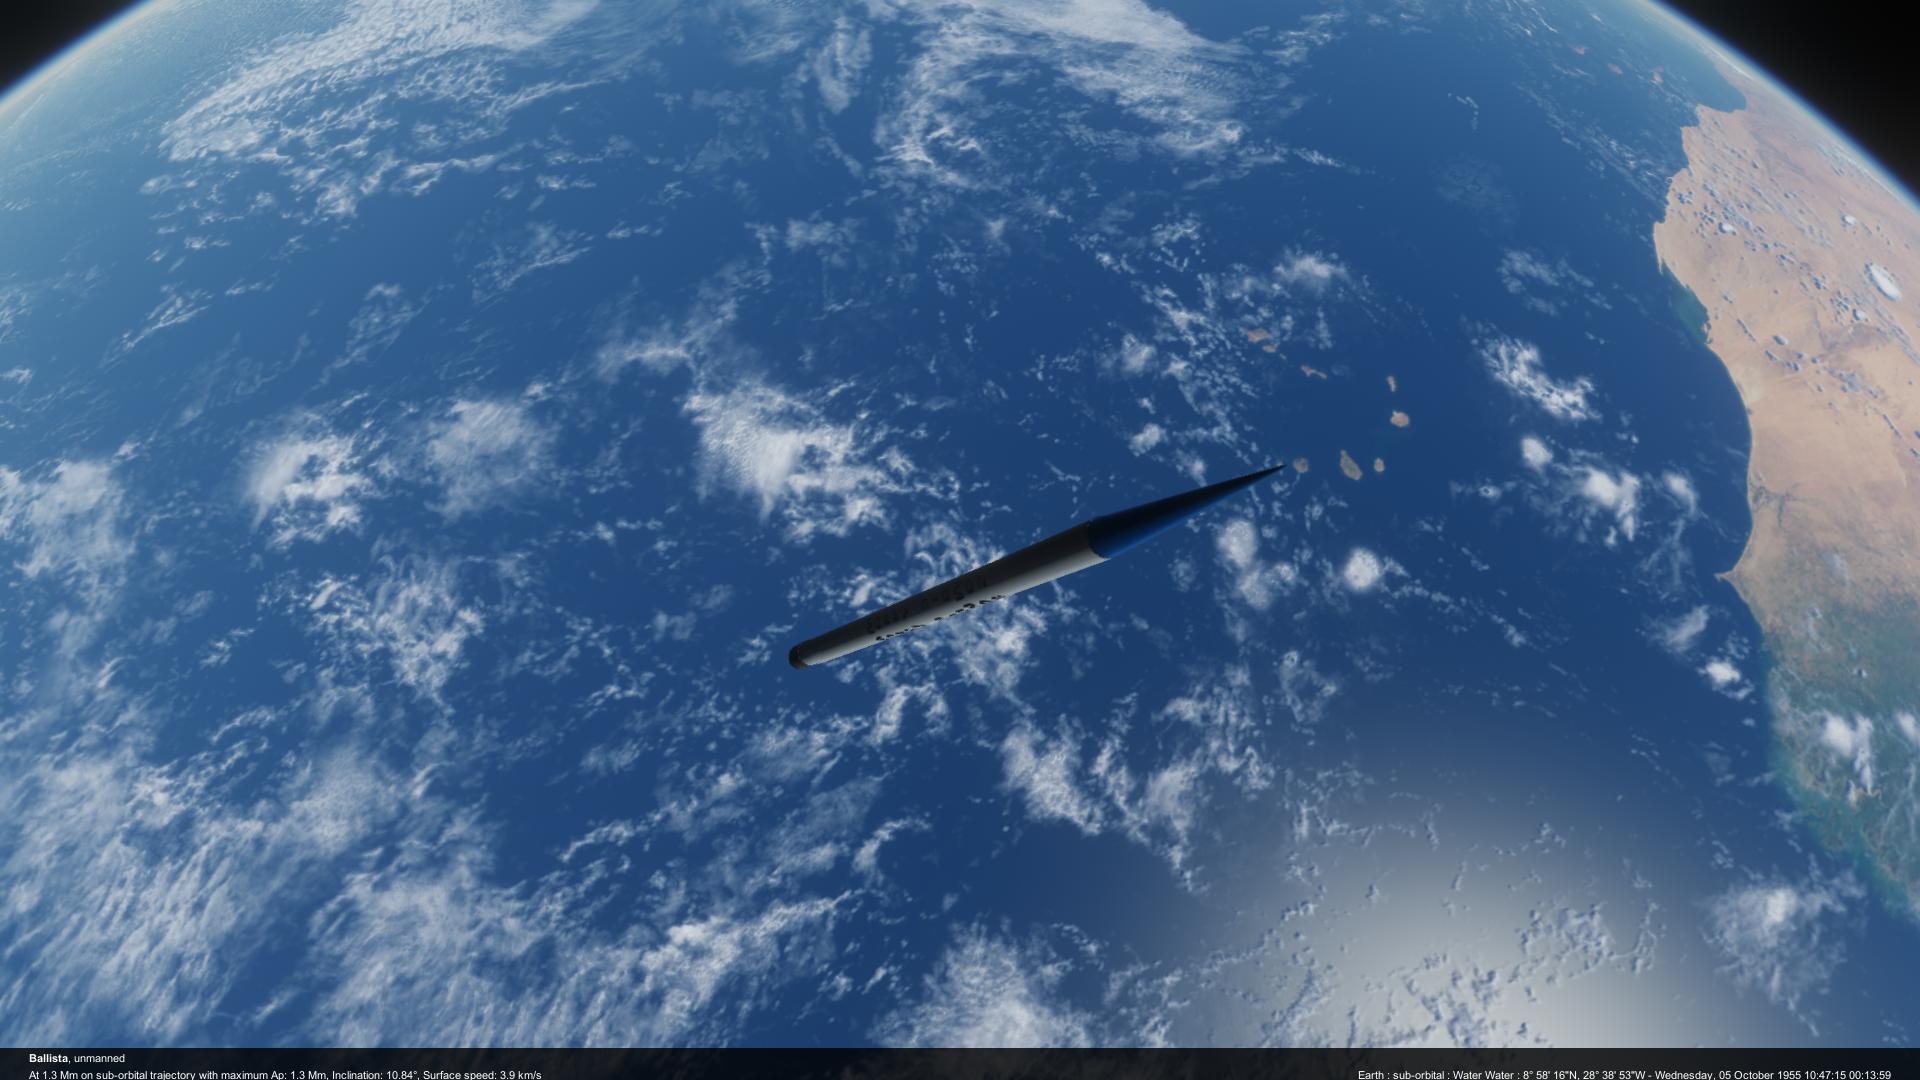 Ballista, unmanned
At 1.3 Mm on sub-orbital trajectory with maximum Ap: 1.3 Mm, Inclination: 10.84°, Surface speed: 3.9 km/s
Earth : sub-orbital : Water Water : 8° 58' 16"N, 28° 38' 53"W - Wednesday, 05 October 1955 10:47:15 00:13:59